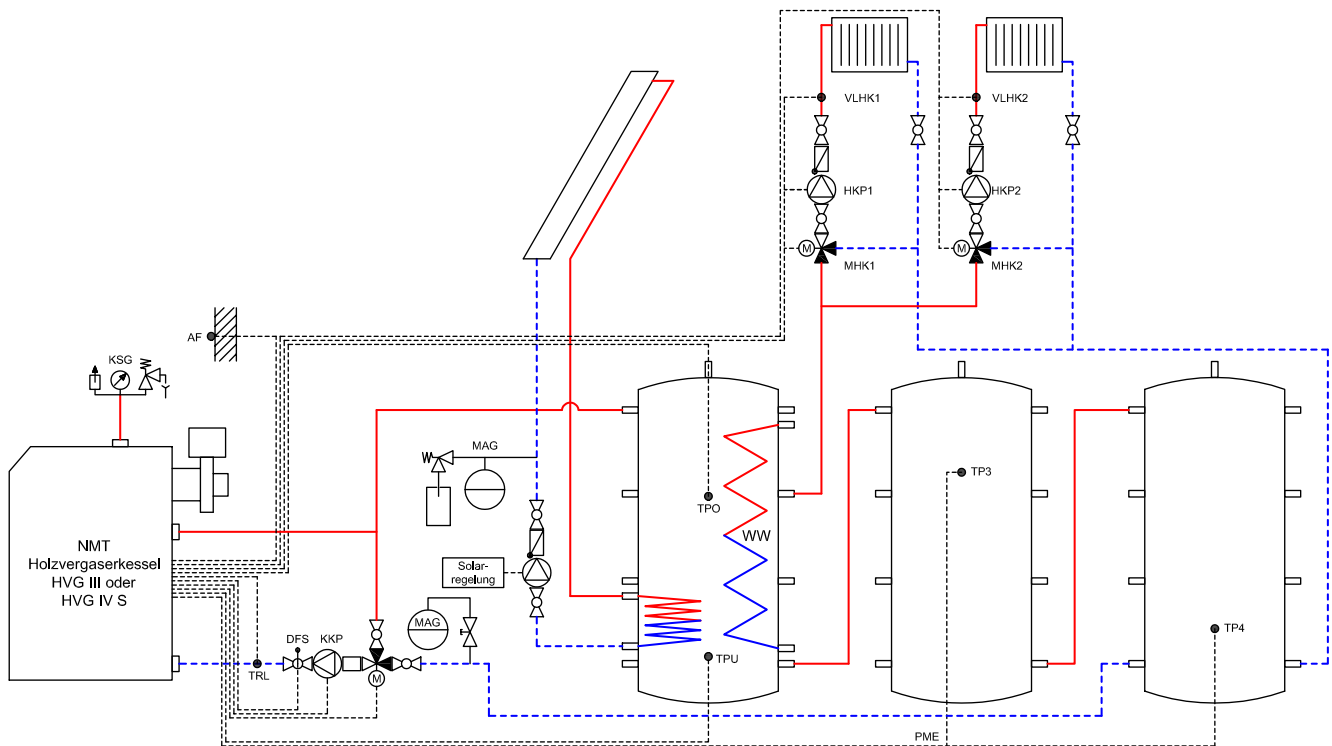 VLHK1
VLHK2
HKP1
HKP2
M
MHK1
M
MHK2
AF
KSG
MAG
TPO
TP3
WW
NMT
Holzvergaserkessel
HVG III oder
HVG IV S
Solar-
regelung
MAG
DFS
KKP
TRL
M
TPU
TP4
PME